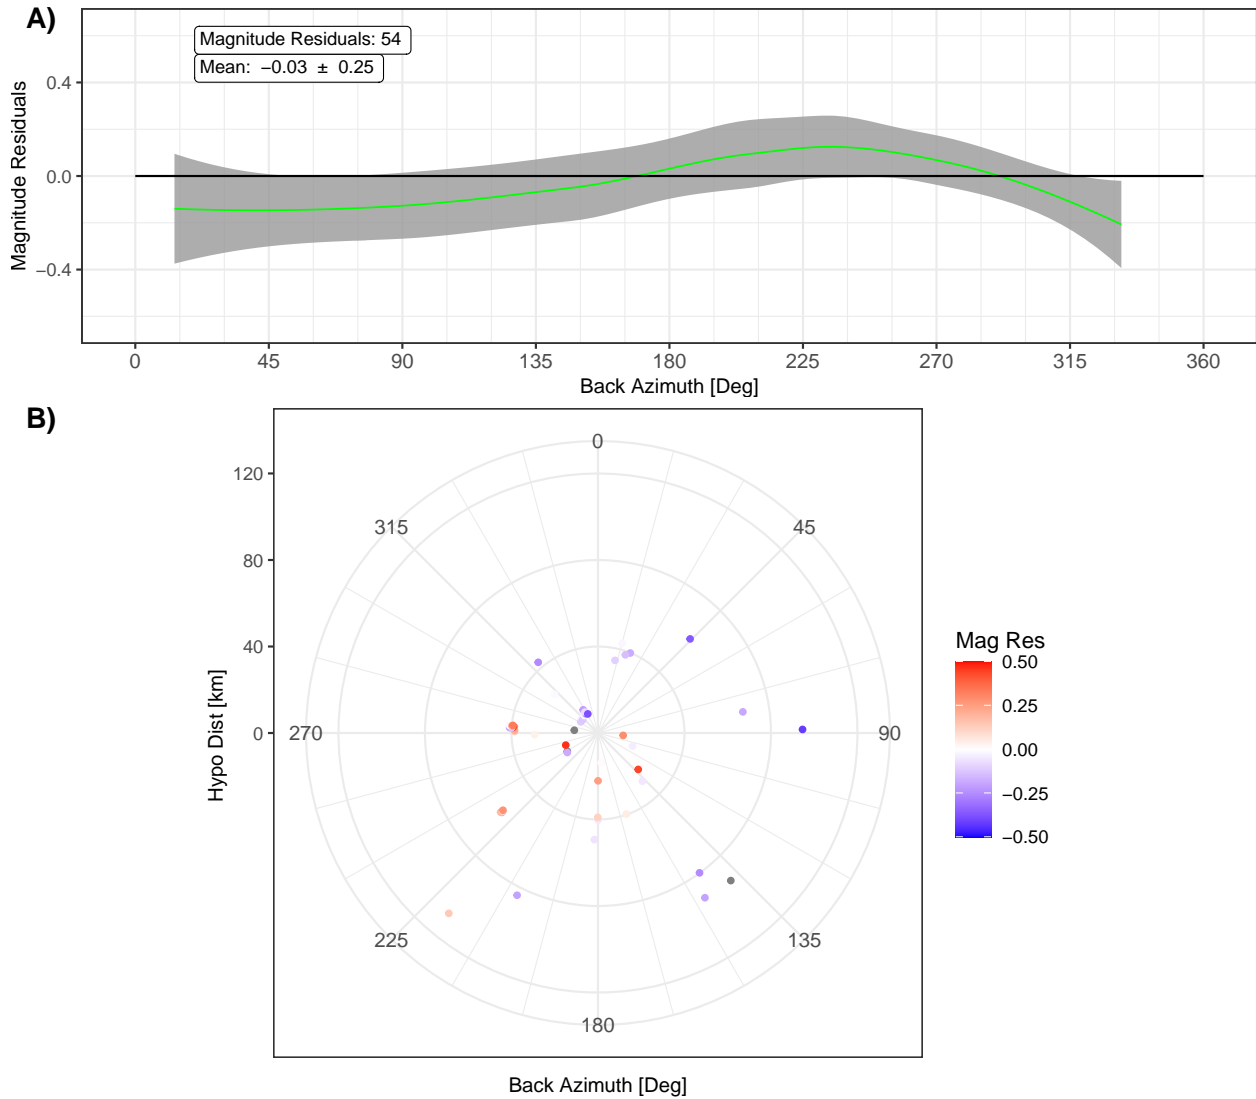 A)
Magnitude Residuals: 54
Mean:  −0.03  ±  0.25
0.4
0.0
−0.4
Magnitude Residuals
0 45 90 135 180 225 270 315 360
Back Azimuth [Deg]
B)
120
80
40
0
Hypo Dist [km]
0
45
90
135
180
225
270
315
Back Azimuth [Deg]
Mag Res
0.50
0.25
0.00
−0.25
−0.50